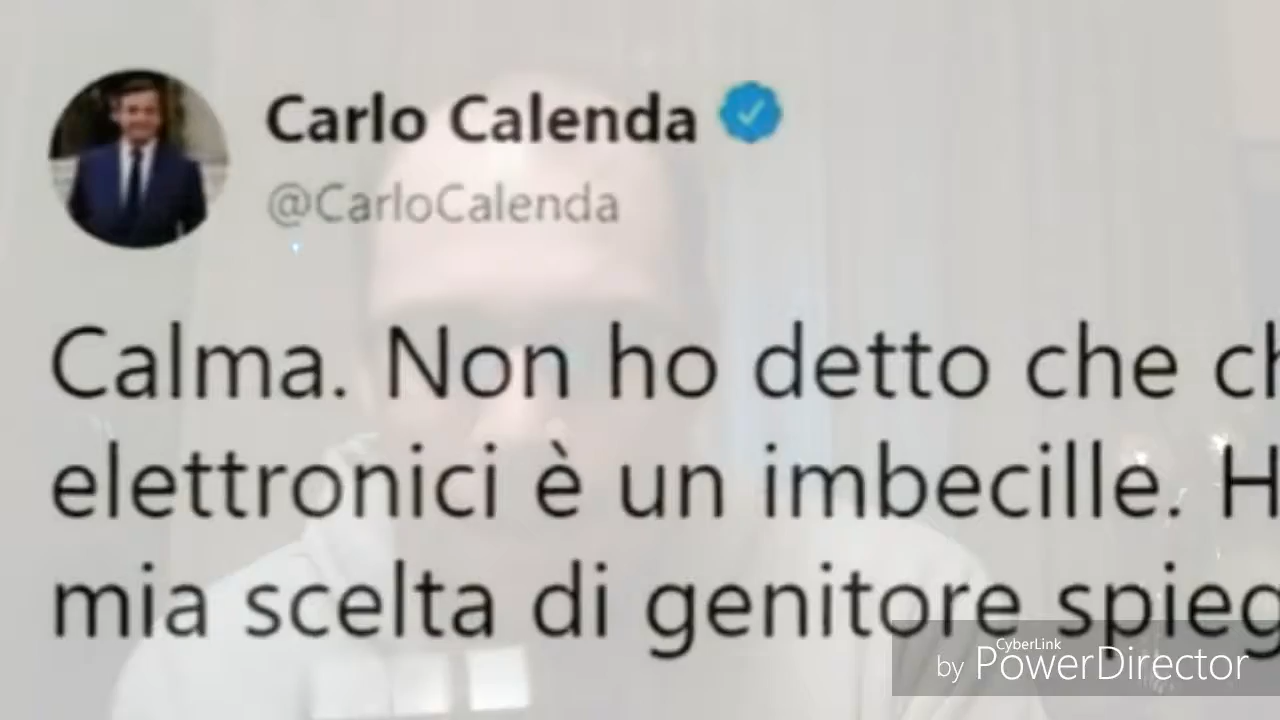 Carlo Calenda
@CarloCalenda
Calma. Non ho detto che
elettronici è un imbecille.
mia scelta di genitore
CyberLink
by PowerDirector